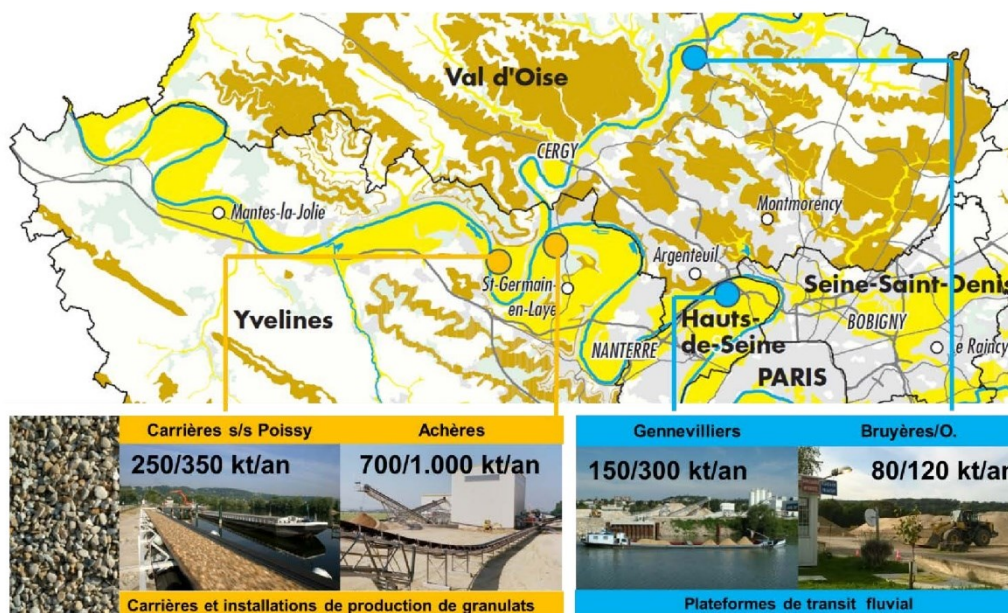 Val d'Oise
CERGY
Mantes-la-Jolie
Montmorency
Argenteuil
St-Germain-
en-Laye
Seine-Saint-Denis
Yvelines
Hauts-
de-Seine
NANTERRE
BOBIGNY
Le Raincy
PARIS
Carrières s/s Poissy
Achères
Gennevilliers
Bruyères/O.
250/350 kt/an
700/1.000 kt/an
150/300 kt/an
80/120 kt/an
Carrières et installations de production de granulats
Plateformes de transit fluvial